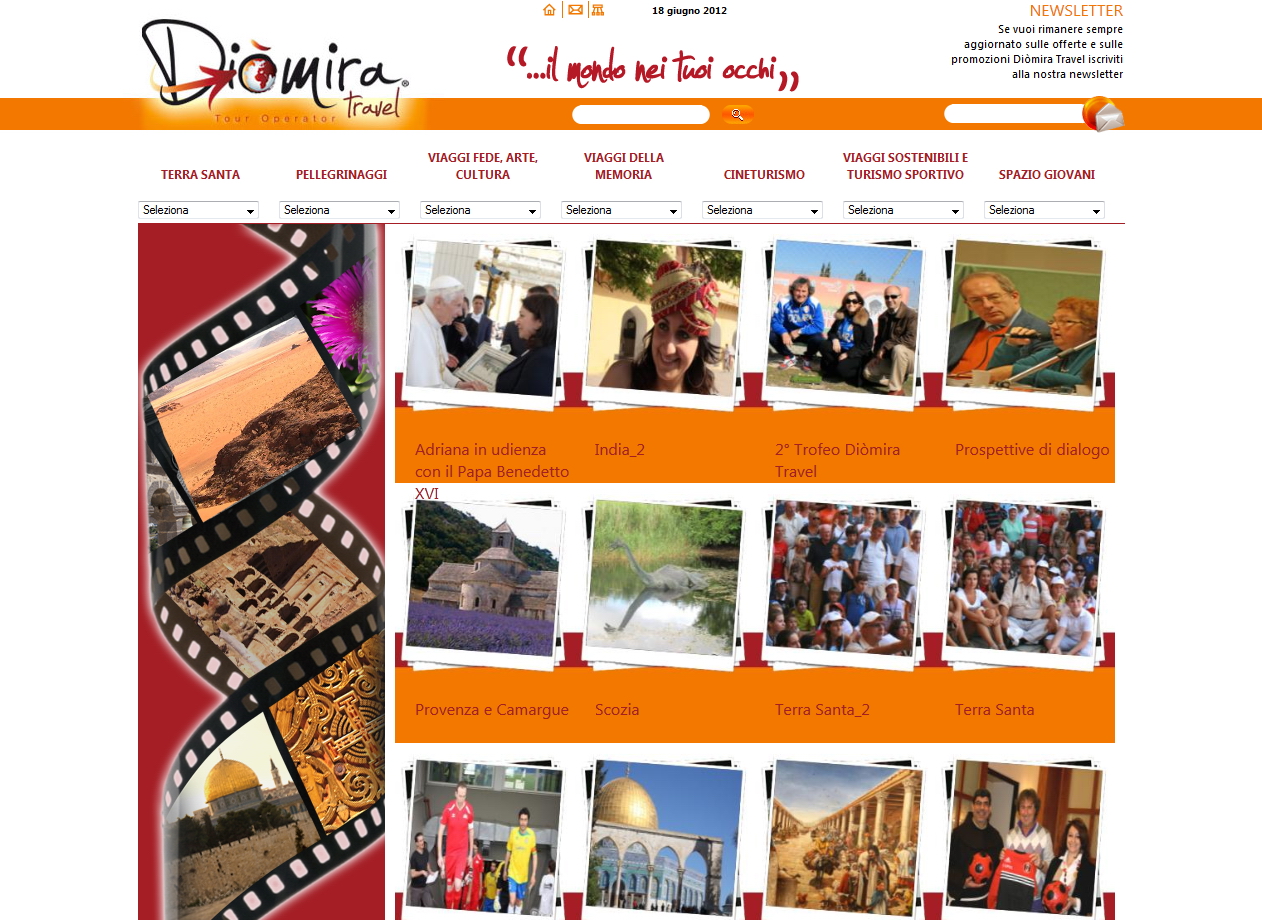 18 giugno 2012
NEWSLETTER
Se vuoi rimanere sempre
aggiornato sulle offerte e sulle
promozioni Diòmira Travel iscriviti
alla nostra newsletter
Diòmira®
travel
Tour Operator
“...il mondo nei tuoi occhi,,
TERRA SANTA
PELLEGRINAGGI
VIAGGI FEDE, ARTE,
CULTURA
VIAGGI DELLA
MEMORIA
CINETURISMO
VIAGGI SOSTENIBILI E
TURISMO SPORTIVO
SPAZIO GIOVANI
Seleziona
Seleziona
Seleziona
Seleziona
Seleziona
Seleziona
Seleziona
Adriana in udienza
con il Papa Benedetto
XVI
India_2
2° Trofeo Diòmira
Travel
Prospettive di dialogo
Provenza e Camargue
Scozia
Terra Santa_2
Terra Santa